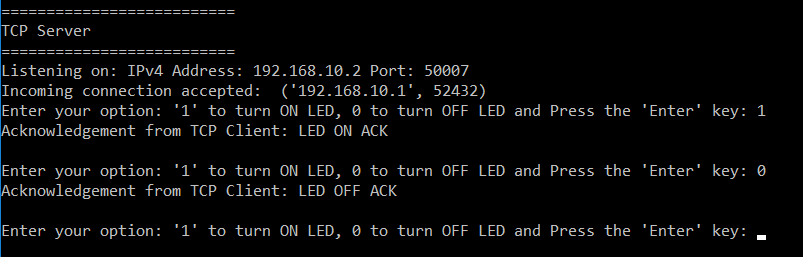 ==========================
TCP Server
==========================
Listening on: IPv4 Address: 192.168.10.2 Port: 50007
Incoming connection accepted:  ('192.168.10.1', 52432)
Enter your option: '1' to turn ON LED, 0 to turn OFF LED and Press the 'Enter' key: 1
Acknowledgement from TCP Client: LED ON ACK
Enter your option: '1' to turn ON LED, 0 to turn OFF LED and Press the 'Enter' key: 0
Acknowledgement from TCP Client: LED OFF ACK
Enter your option: '1' to turn ON LED, 0 to turn OFF LED and Press the 'Enter' key: